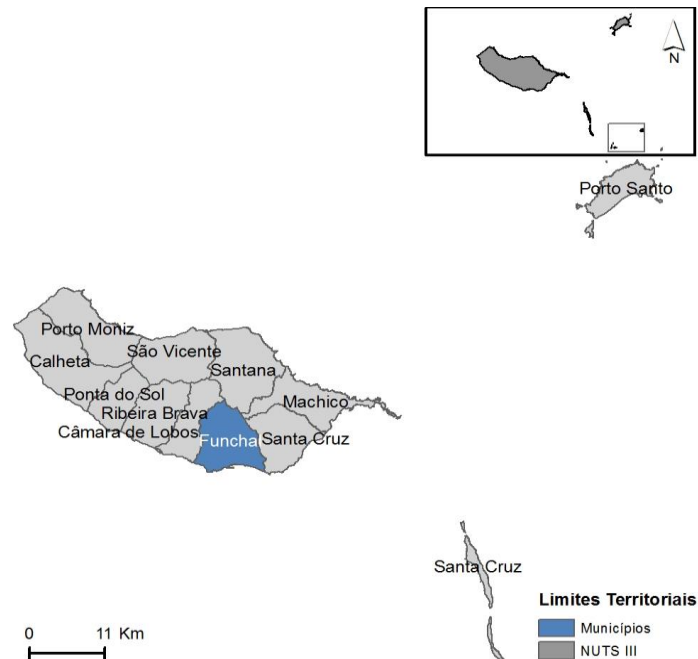 N
Porto Santo
Porto Moniz
São Vicente
Calheta
Santana
Ponta do Sol
Machico
Ribeira Brava
Câmara de Lobos
Funchal
Santa Cruz
Santa Cruz
Limites Territoriais
Municípios
NUTS III
0 11 Km